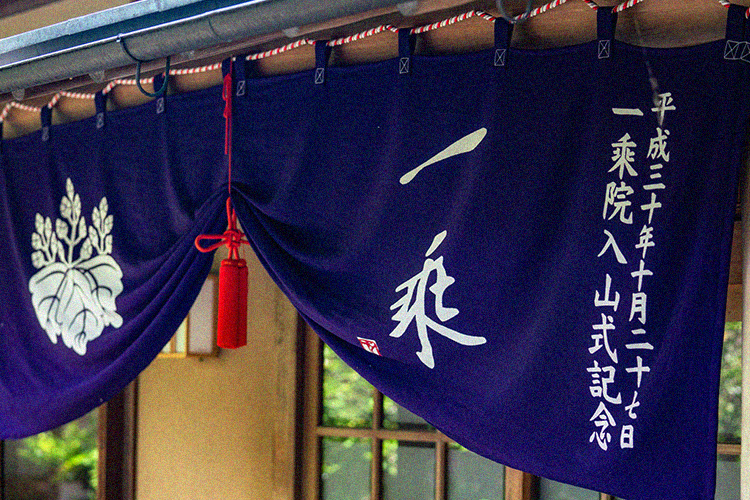 平成三十年十月二十七日
一乗院入山式記念
一乗